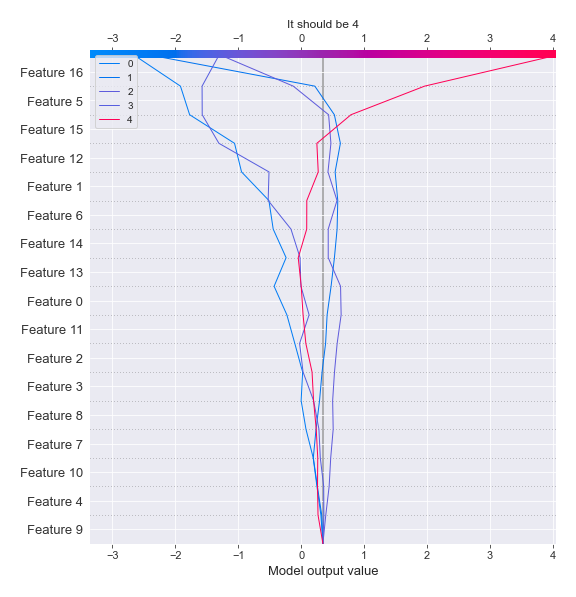 It should be 4
−3 −2 −1 0 1 2 3 4
0
1
2
3
4
Feature 16
Feature 5
Feature 15
Feature 12
Feature 1
Feature 6
Feature 14
Feature 13
Feature 0
Feature 11
Feature 2
Feature 3
Feature 8
Feature 7
Feature 10
Feature 4
Feature 9
−3 −2 −1 0 1 2 3 4
Model output value